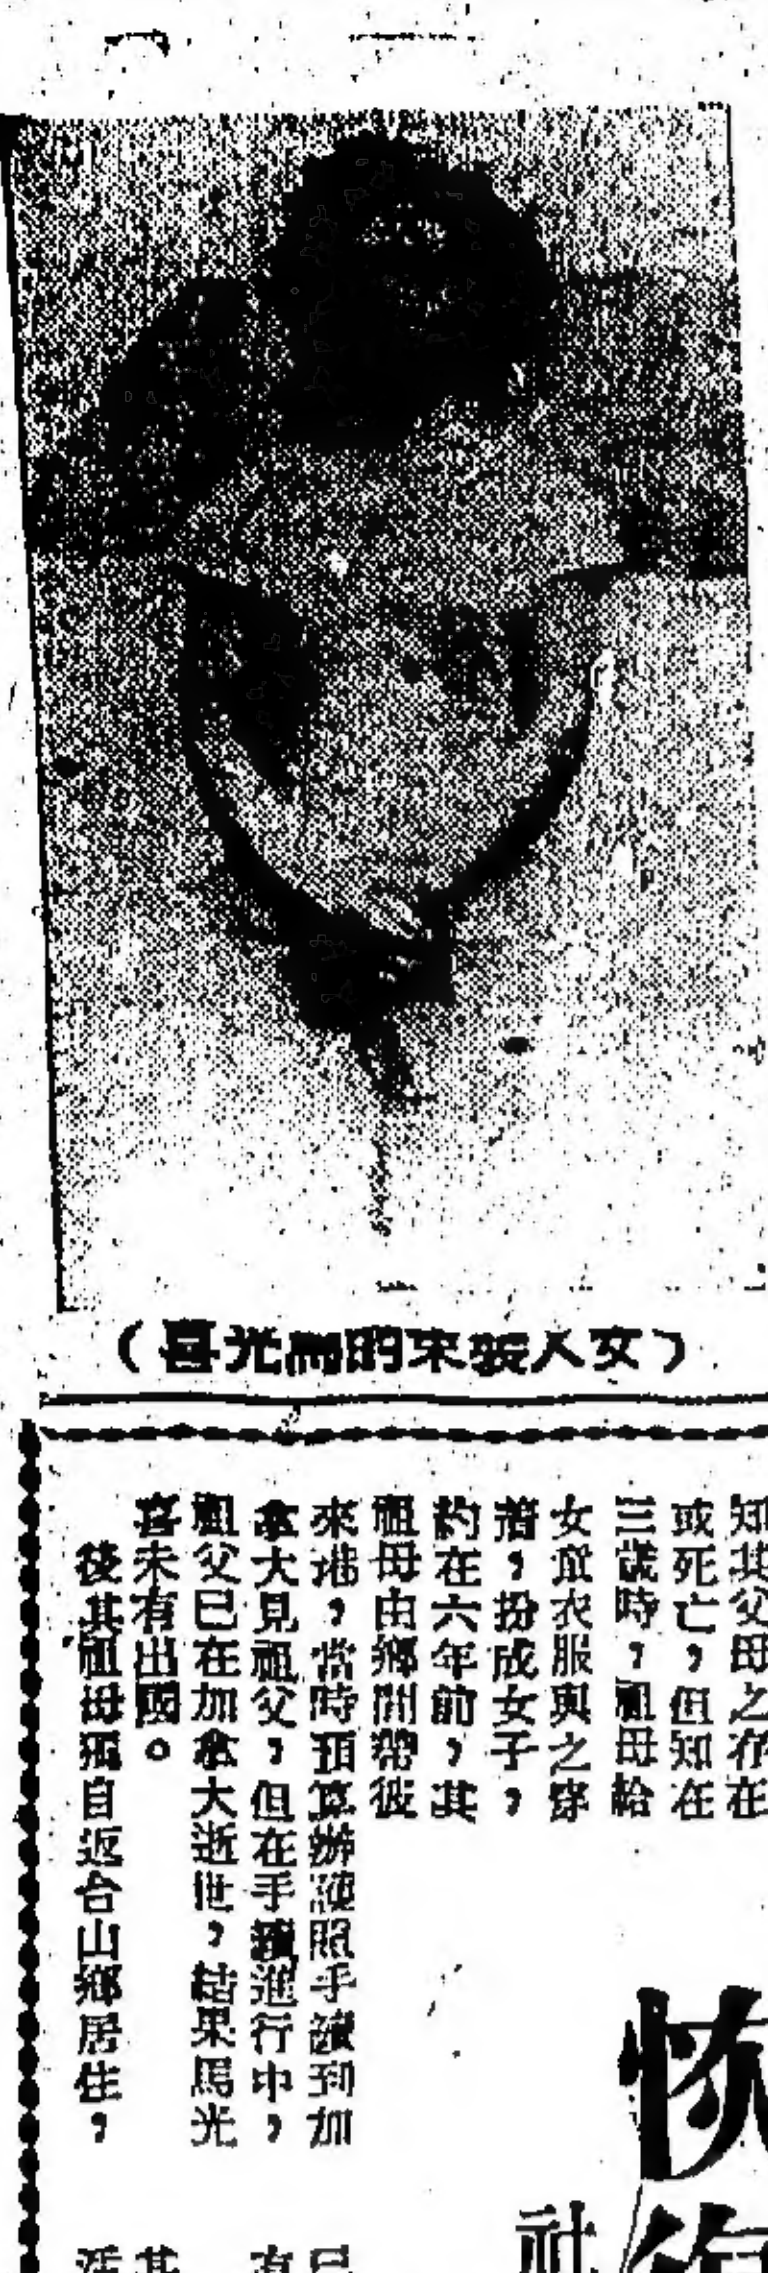 （女人裝束的馬光喜）
知其父母之存在
或死亡，但知在
三歲時，祖母給
女童衣服與之穿
着，扮成女子，
約在六年前，其
祖母由鄉間帶彼
來港，當時預算辦護照手續到加
拿大見祖父，但在手續進行中，
祖父已在加拿大逝世，結果馬光
喜未有出國。
後其祖母獨自返台山鄉居住，
恢復
社